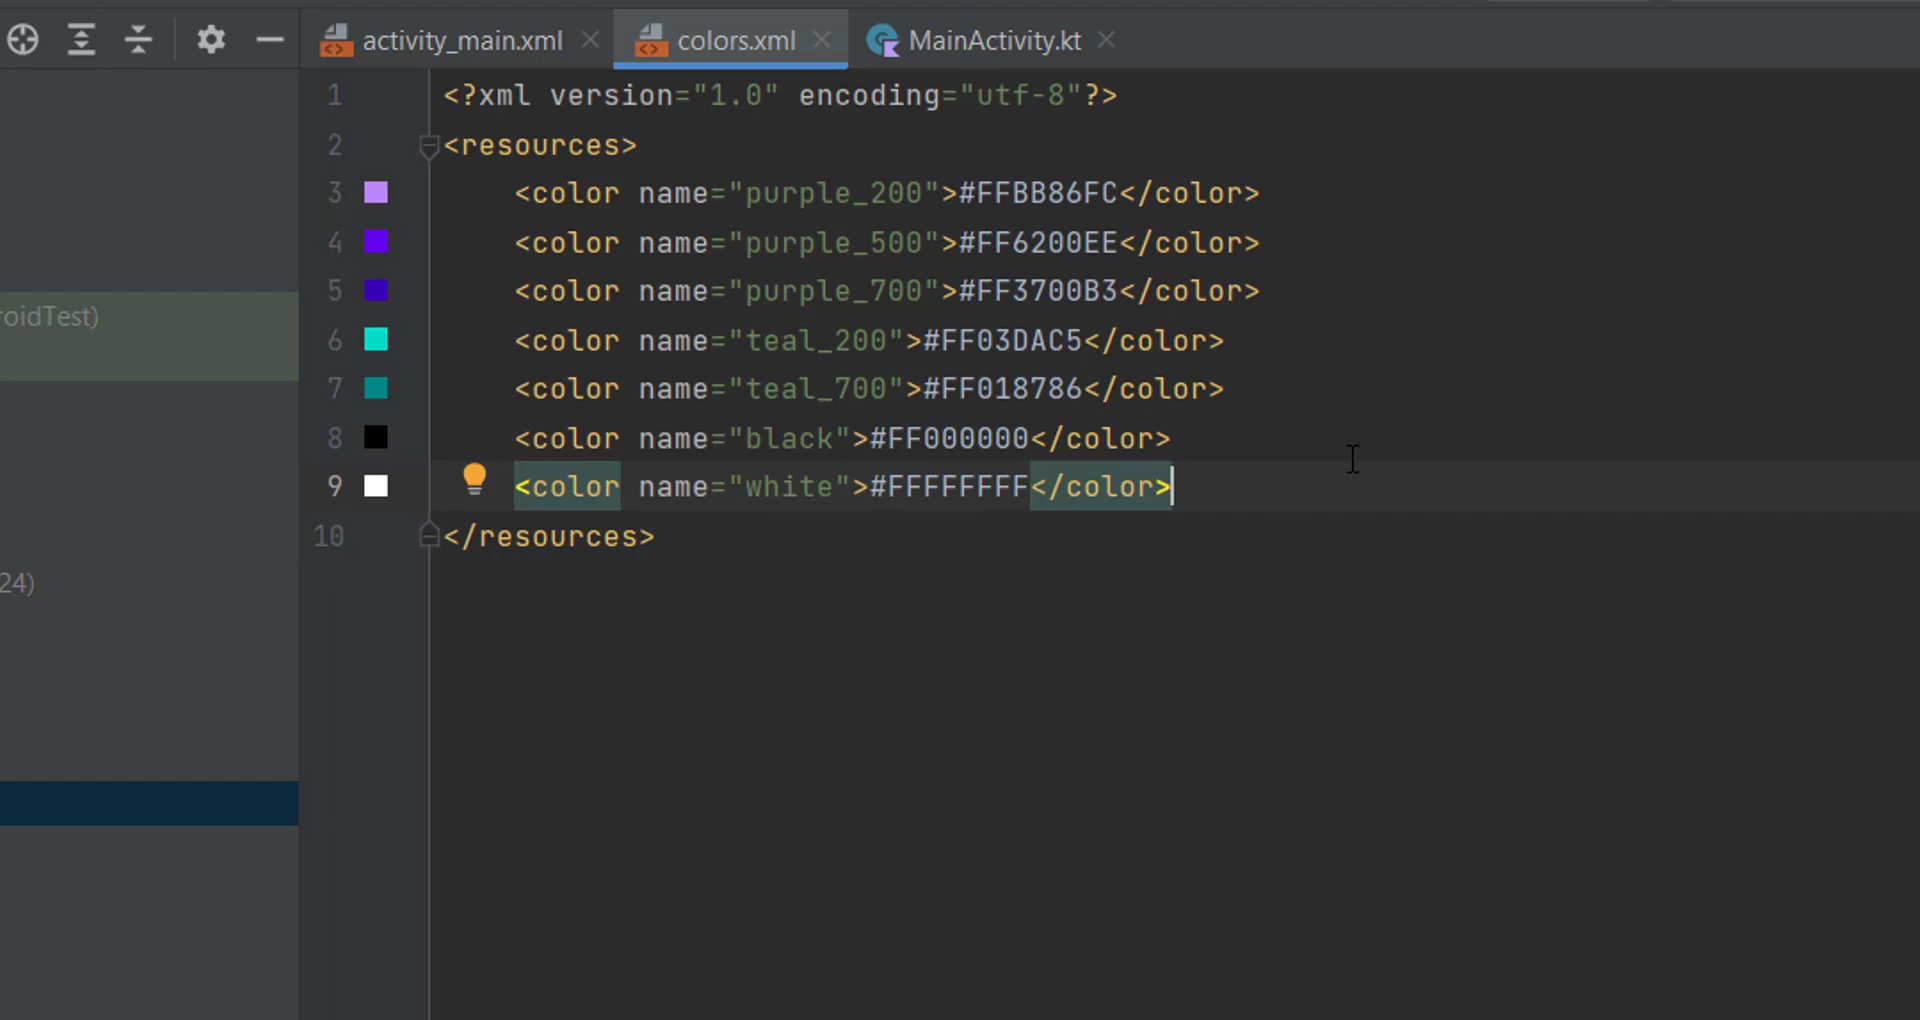 activity_main.xml colors.xml MainActivity.kt
1 <?xml version="1.0" encoding="utf-8"?>
2 <resources>
3 <color name="purple_200">#FFBB86FC</color>
4 <color name="purple_500">#FF6200EE</color>
5 <color name="purple_700">#FF3700B3</color>
roidTest)
6 <color name="teal_200">#FF03DAC5</color>
7 <color name="teal_700">#FF018786</color>
8 <color name="black">#FF000000</color>
9 <color name="white">#FFFFFFFF</color>
10 </resources>
24)